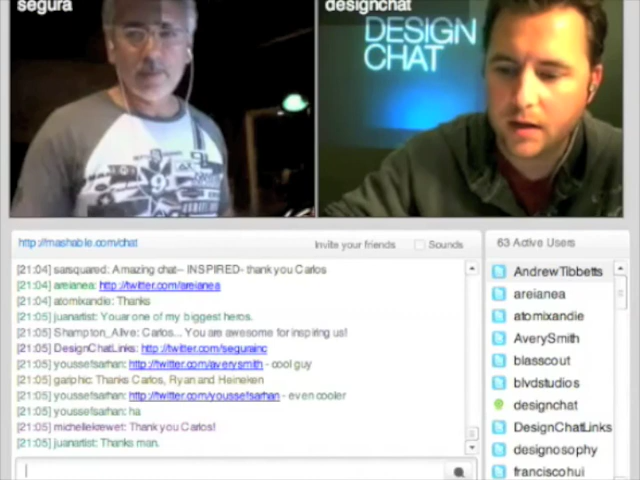 segura
designchat
DESIGN
CHAT
9
http://mashable.com/chat
Invite your friends
Sounds
63 Active Users
[21:04] sarsquared: Amazing chat-- INSPIRED- thank you Carlos
[21:04] areianea: http://twitter.com/areianea
[21:04] atomixandie: Thanks
[21:05] juanartist: Youar one of my biggest heros.
[21:05] Shampton_Alive: Carlos... You are awesome for inspiring us!
[21:05] DesignChatLinks: http://twitter.com/segurainc
[21:05] youssefsarhan: http://twitter.com/averysmith - cool guy
[21:05] garphic: Thanks Carlos, Ryan and Heineken
[21:05] youssefsarhan: http://twitter.com/youssefsarhan - even cooler
[21:05] youssefsarhan: ha
[21:05] michellekrewet: Thank you Carlos!
[21:05] juanartist: Thanks man.
AndrewTibbetts
areianea
atomixandie
AverySmith
blasscout
blvdstudios
designchat
DesignChatLinks
designosophy
franciscohui